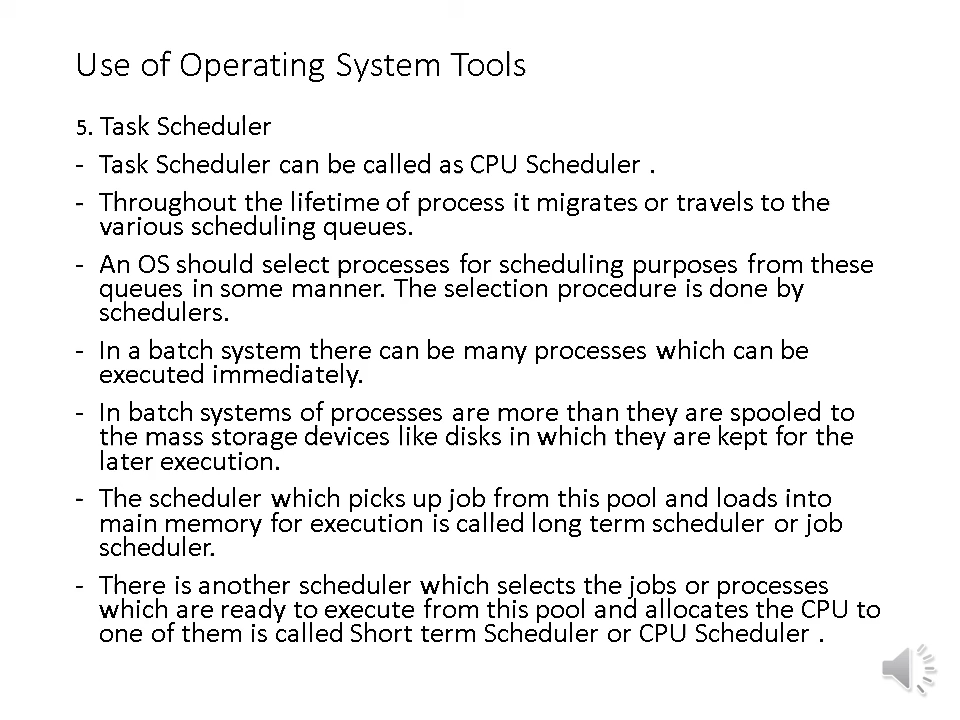 Use of Operating System Tools
5. Task Scheduler
- Task Scheduler can be called as CPU Scheduler .
- Throughout the lifetime of process it migrates or travels to the
various scheduling queues.
- An OS should select processes for scheduling purposes from these
queues in some manner. The selection procedure is done by
schedulers.
- In a batch system there can be many processes which can be
executed immediately.
- In batch systems of processes are more than they are spooled to
the mass storage devices like disks in which they are kept for the
later execution.
- The scheduler which picks up job from this pool and loads into
main memory for execution is called long term scheduler or job
scheduler.
- There is another scheduler which selects the jobs or processes
which are ready to execute from this pool and allocates the CPU to
one of them is called Short term Scheduler or CPU Scheduler .